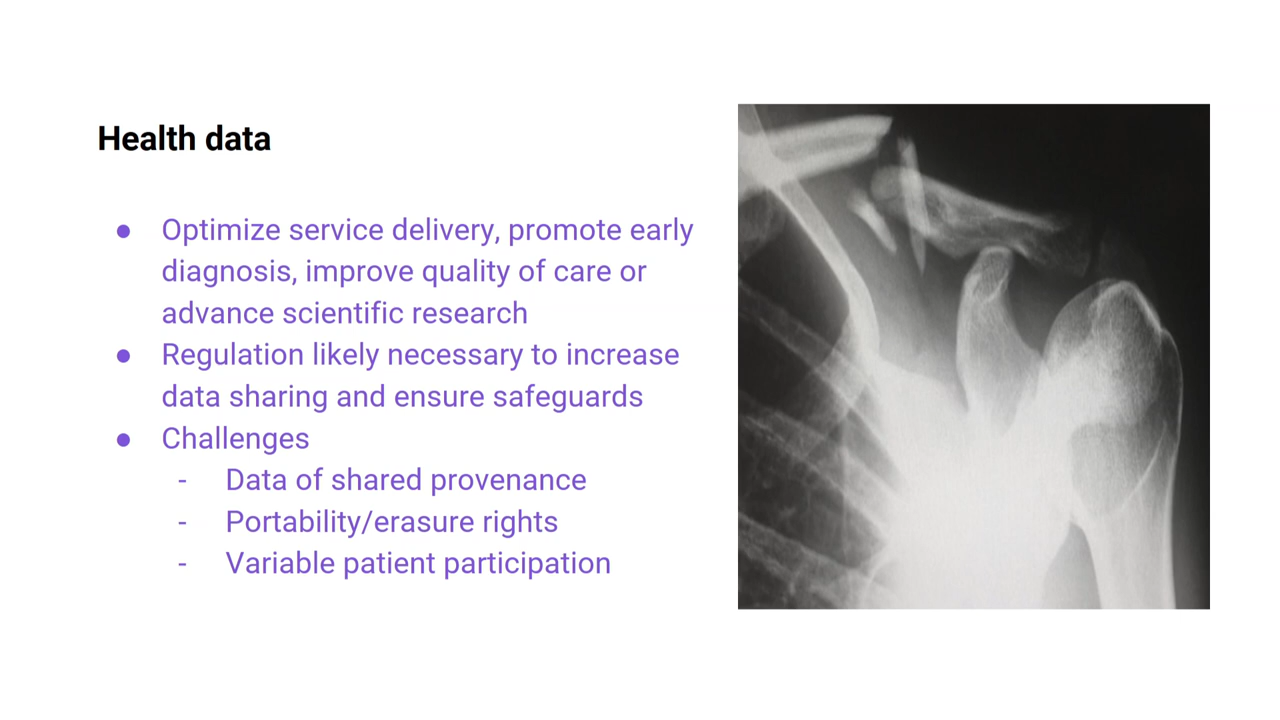 Health data
● Optimize service delivery, promote early
diagnosis, improve quality of care or
advance scientific research
● Regulation likely necessary to increase
data sharing and ensure safeguards
● Challenges
- Data of shared provenance
- Portability/erasure rights
- Variable patient participation